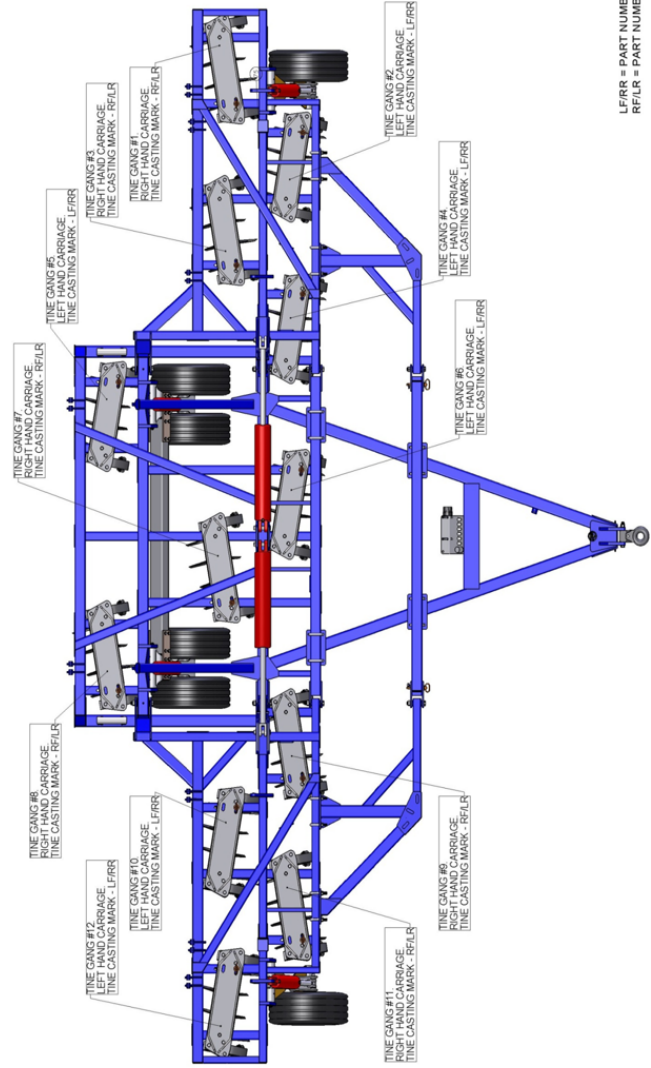 TINE GANG #12.
LEFT HAND CARRIAGE.
TINE CASTING MARK - LF/RR
TINE GANG #8.
RIGHT HAND CARRIAGE.
TINE CASTING MARK - RF/LR
TINE GANG #10.
LEFT HAND CARRIAGE.
TINE CASTING MARK - LF/RR
TINE GANG #7.
RIGHT HAND CARRIAGE.
TINE CASTING MARK - RF/LR
TINE GANG #5.
LEFT HAND CARRIAGE.
TINE CASTING MARK - LF/RR
TINE GANG #3.
RIGHT HAND CARRIAGE.
TINE CASTING MARK - RF/LR
TINE GANG #1.
RIGHT HAND CARRIAGE.
TINE CASTING MARK - RF/LR
TINE GANG #11.
RIGHT HAND CARRIAGE.
TINE CASTING MARK - RF/LR
TINE GANG #9.
RIGHT HAND CARRIAGE.
TINE CASTING MARK - RF/LR
TINE GANG #6.
LEFT HAND CARRIAGE.
TINE CASTING MARK - LF/RR
TINE GANG #4.
LEFT HAND CARRIAGE.
TINE CASTING MARK - LF/RR
TINE GANG #2.
LEFT HAND CARRIAGE.
TINE CASTING MARK - LF/RR
LF/RR = PART NUME
RF/LR = PART NUME